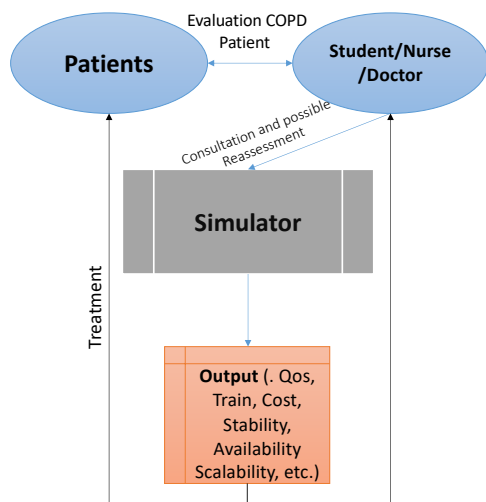 Evaluation COPD
Patient
Patients
Student/Nurse
/Doctor
Consultation and possible
Reassessment
Simulator
Treatment
Output (. Qos,
Train, Cost,
Stability,
Availability
Scalability, etc.)